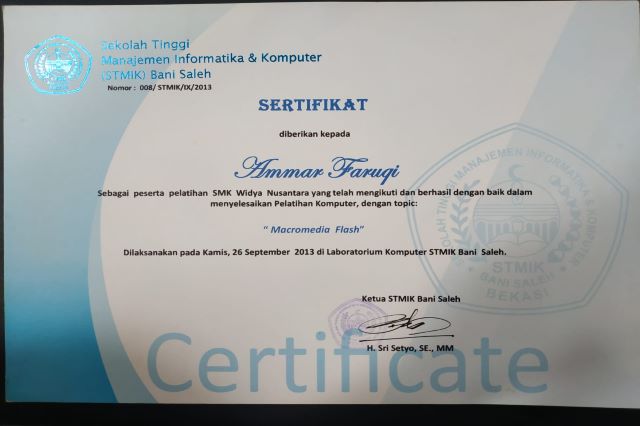 Sekolah Tinggi
Manajemen Informatika & Komputer
(STMIK) Bani Saleh
Nomor : 008/ STMIK/IX/2013
SERTIFIKAT
diberikan kepada
Ammar Faruqi
Sebagai peserta pelatihan SMK Widya Nusantara yang telah mengikuti dan berhasil dengan baik dalam
menyelesaikan Pelatihan Komputer, dengan topic:
" Macromedia Flash"
Dilaksanakan pada Kamis, 26 September 2013 di Laboratorium Komputer STMIK Bani Saleh.
SEKOLAH TINGGI MANAJEMEN INFORMATIKA & KOMPUTER
STMIK
BANI SALEH
BEKASI
Ketua STMIK Bani Saleh
H. Sri Setyo, SE., MM
Certificate